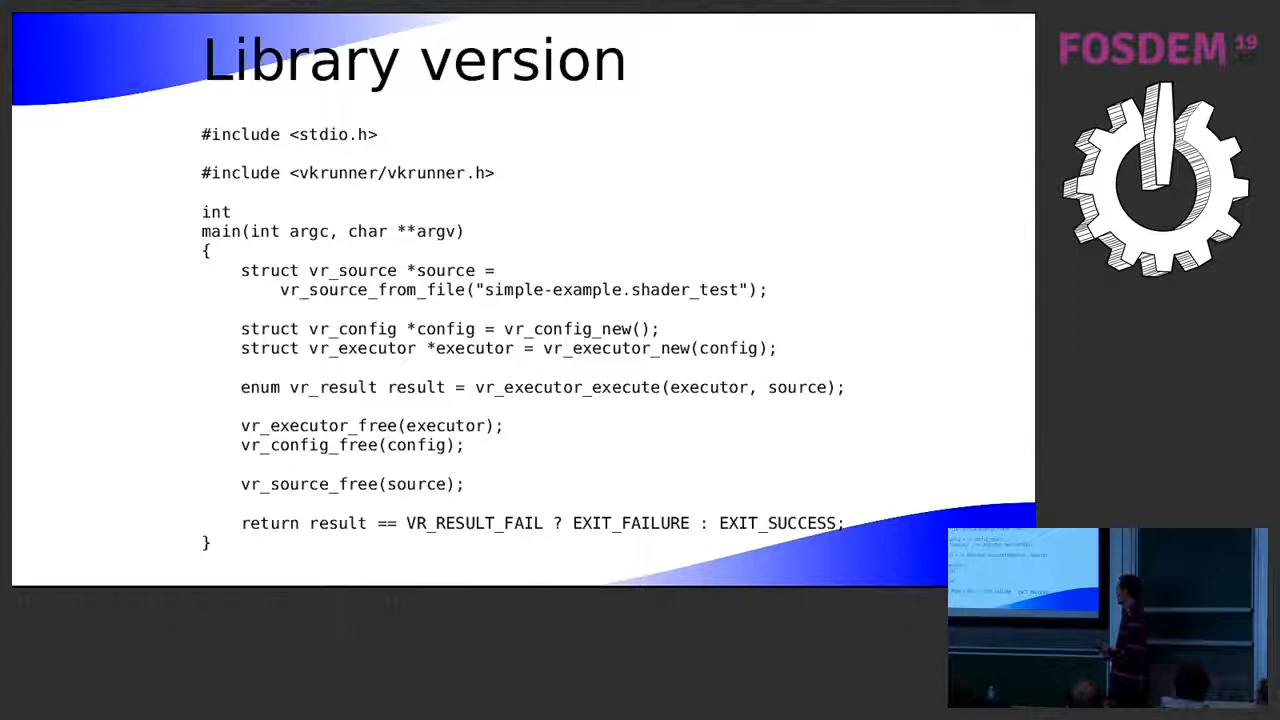 Library version
#include <stdio.h>
#include <vkrunner/vkrunner.h>
int
main(int argc, char **argv)
{
    struct vr_source *source =
        vr_source_from_file("simple-example.shader_test");
    struct vr_config *config = vr_config_new();
    struct vr_executor *executor = vr_executor_new(config);
    enum vr_result result = vr_executor_execute(executor, source);
    vr_executor_free(executor);
    vr_config_free(config);
    vr_source_free(source);
    return result == VR_RESULT_FAIL ? EXIT_FAILURE : EXIT_SUCCESS;
}
FOSDEM 19